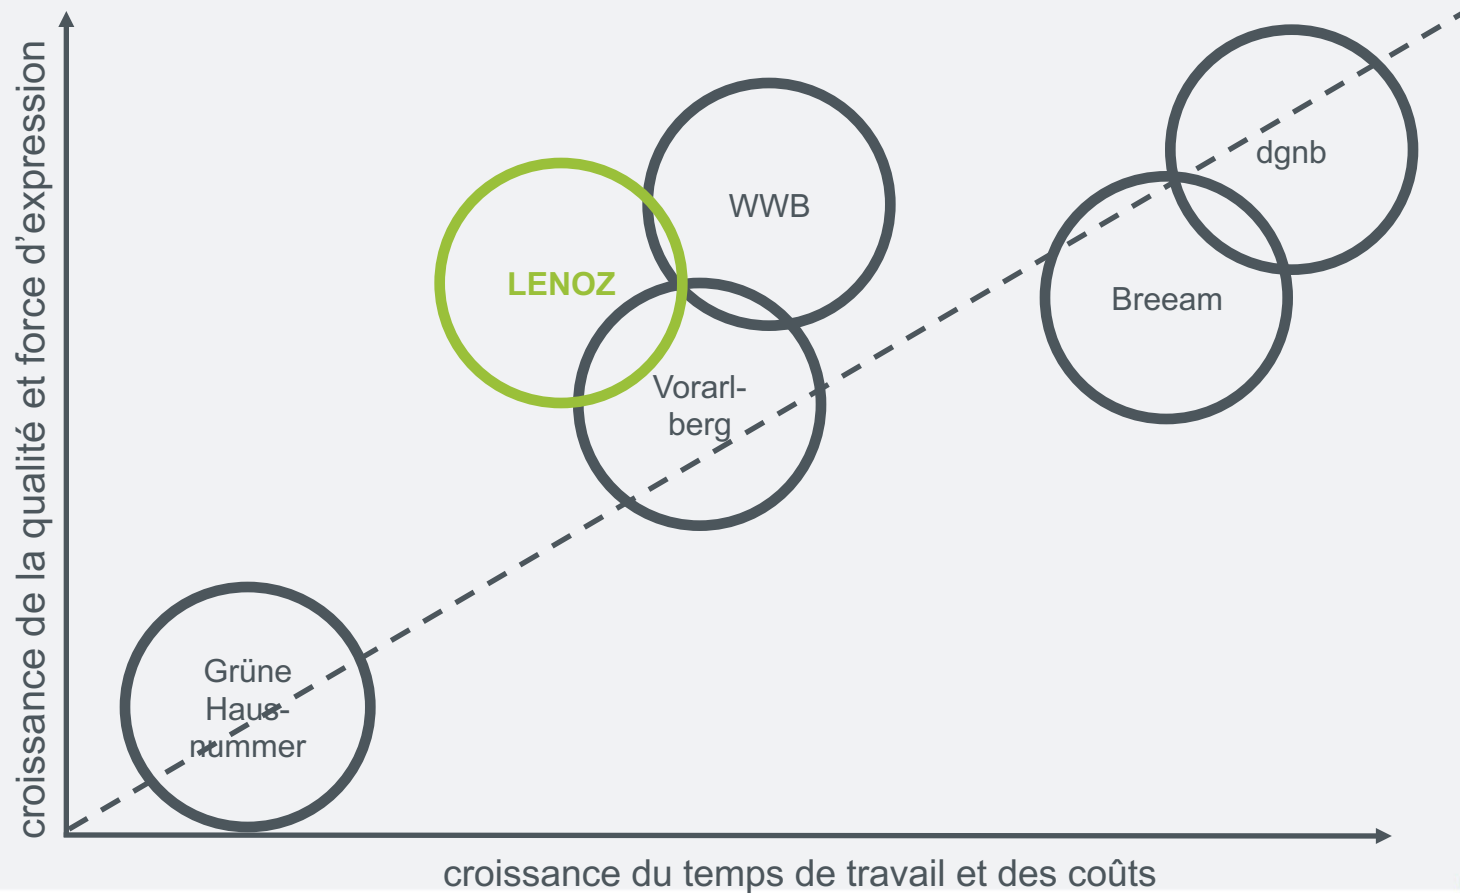 croissance de la qualité et force d'expression
dgnb
WWB
LENOZ
Breeam
Vorarl-
berg
Grüne
Haus-
nummer
croissance du temps de travail et des coûts